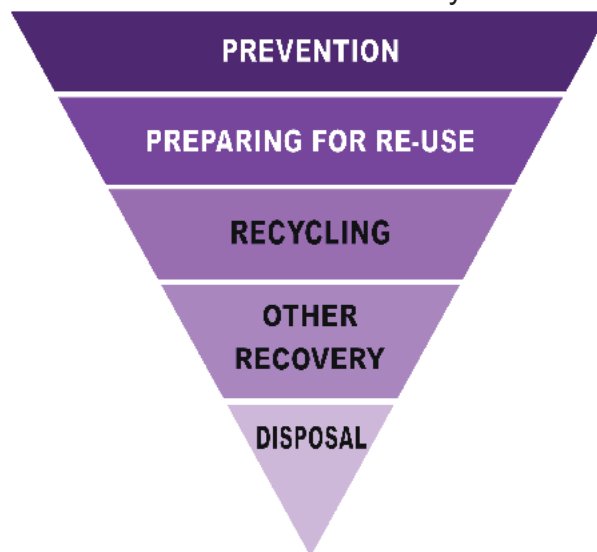 PREVENTION
PREPARING FOR RE-USE
RECYCLING
OTHER
RECOVERY
DISPOSAL